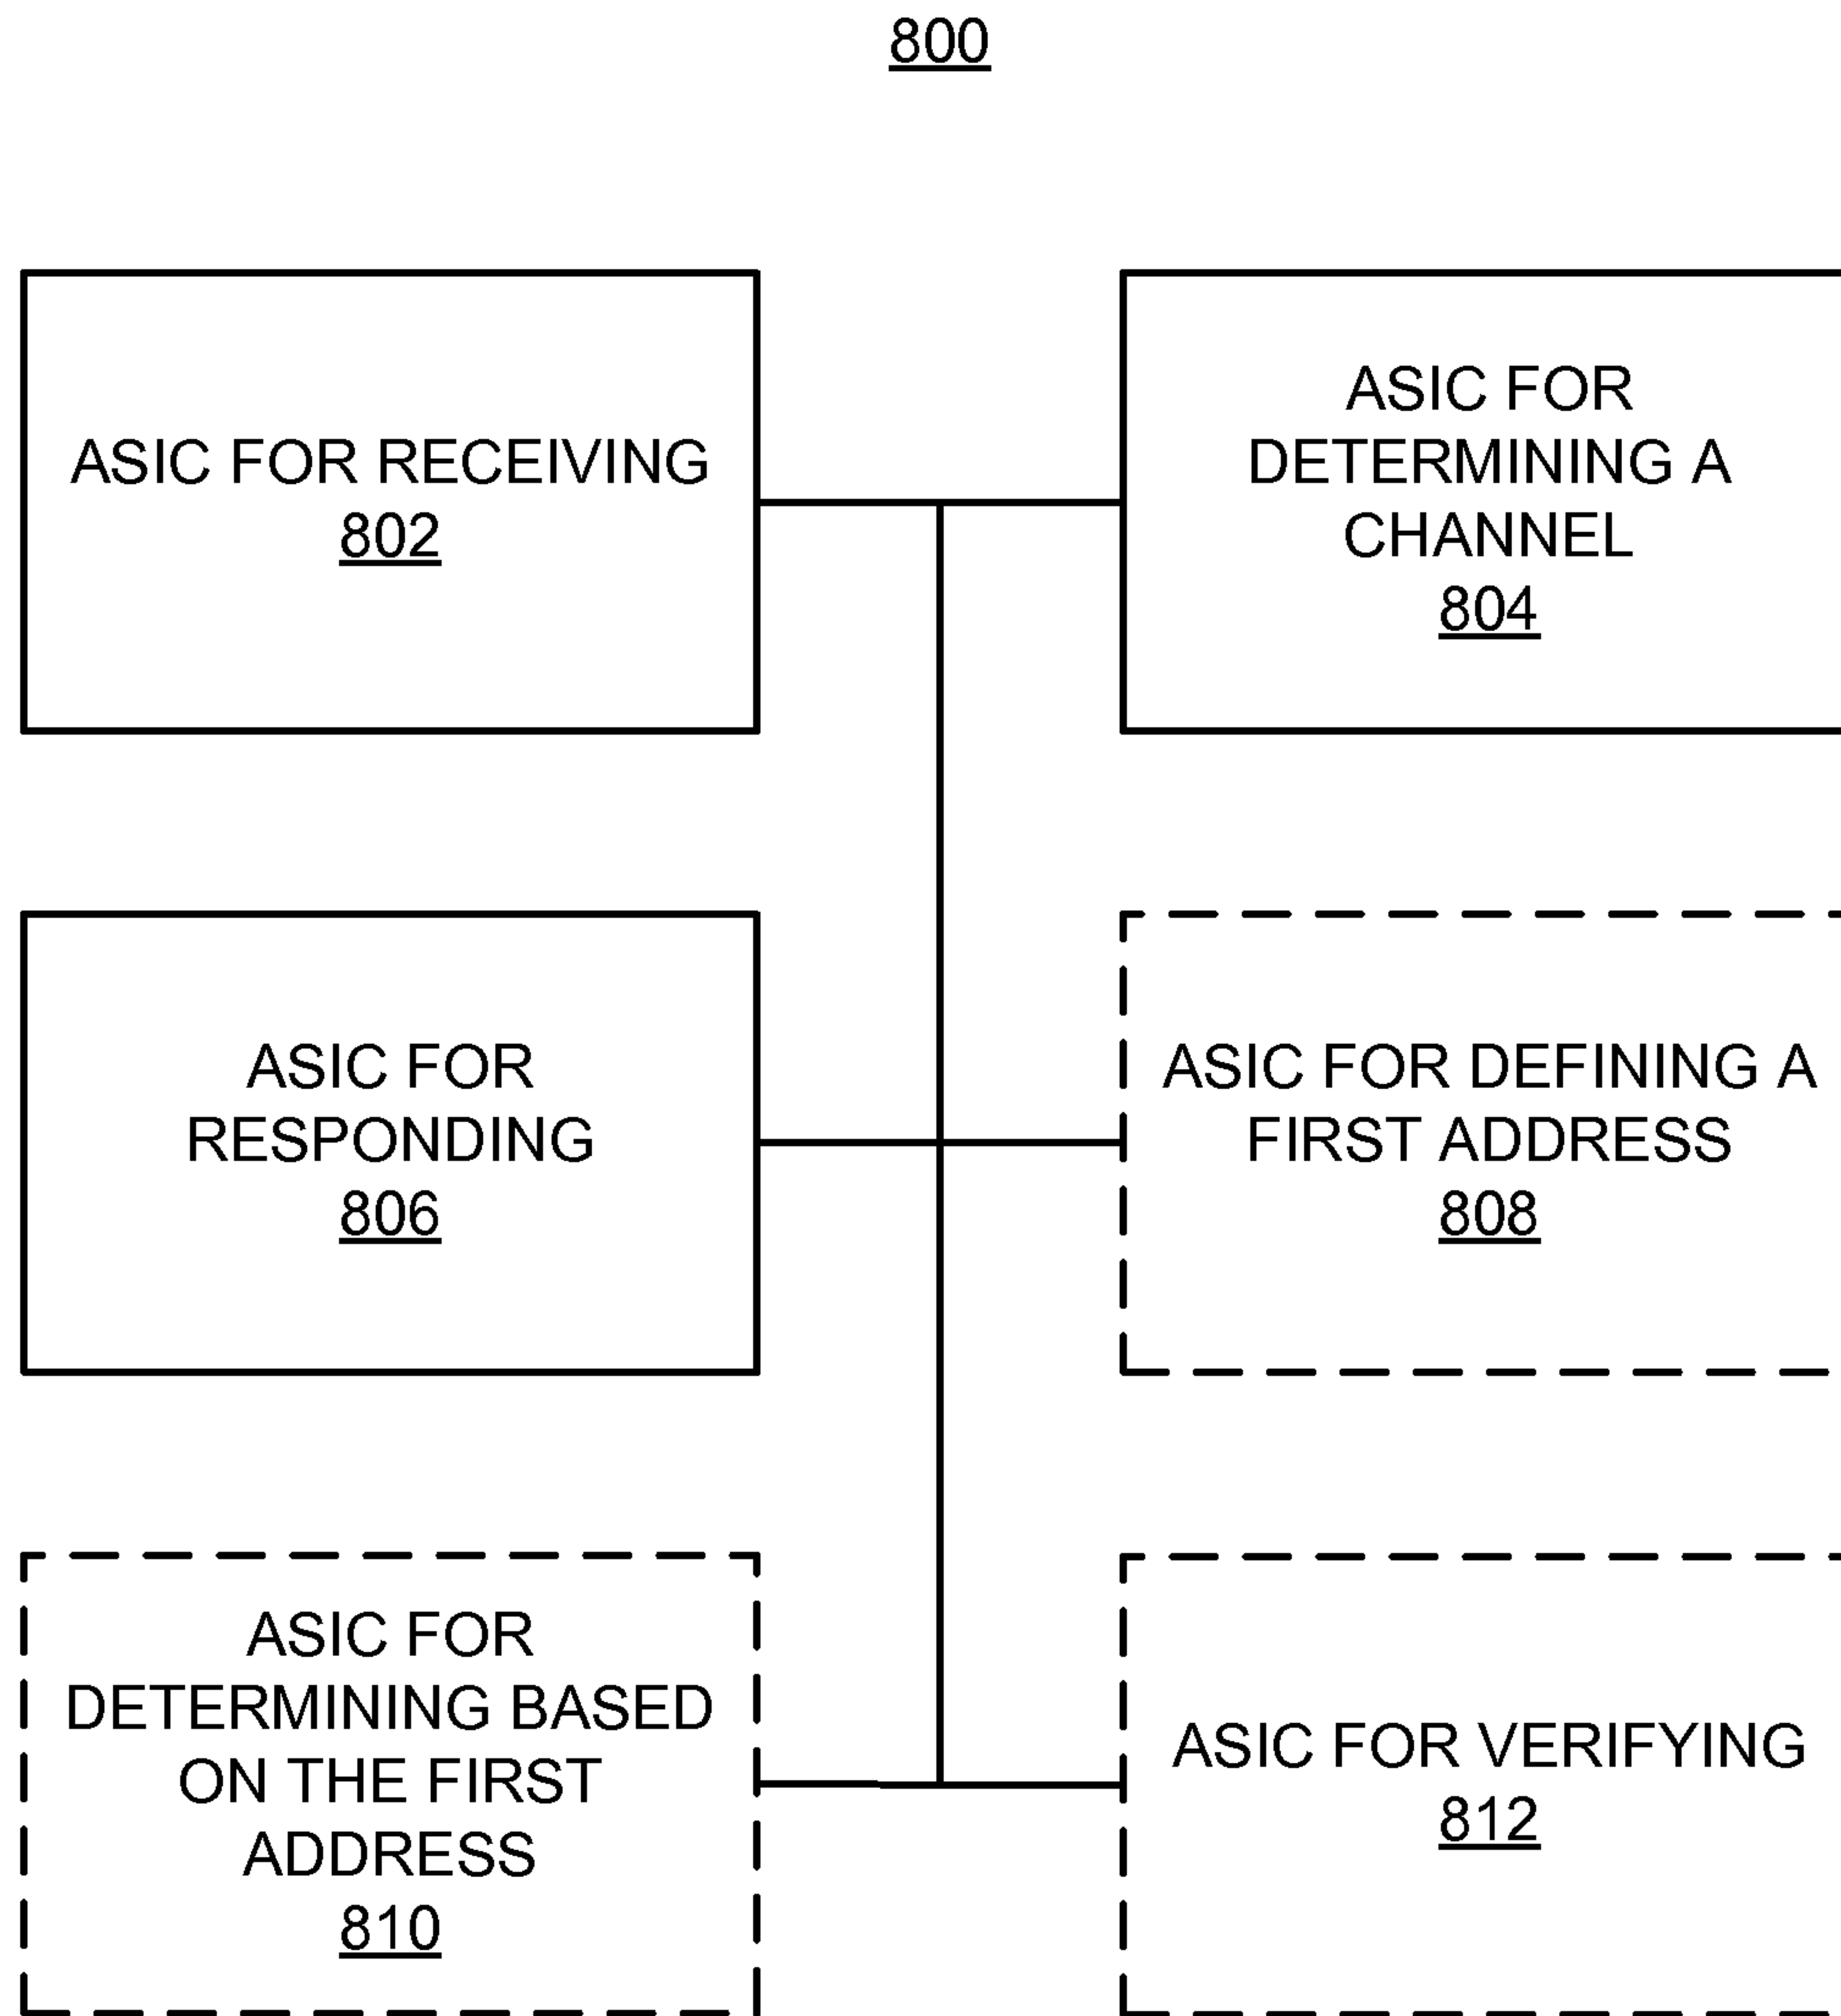 800
ASIC FOR RECEIVING
802
ASIC FOR
DETERMINING A
CHANNEL
804
ASIC FOR
RESPONDING
806
ASIC FOR DEFINING A
FIRST ADDRESS
808
ASIC FOR
DETERMINING BASED
ON THE FIRST
ADDRESS
810
ASIC FOR VERIFYING
812